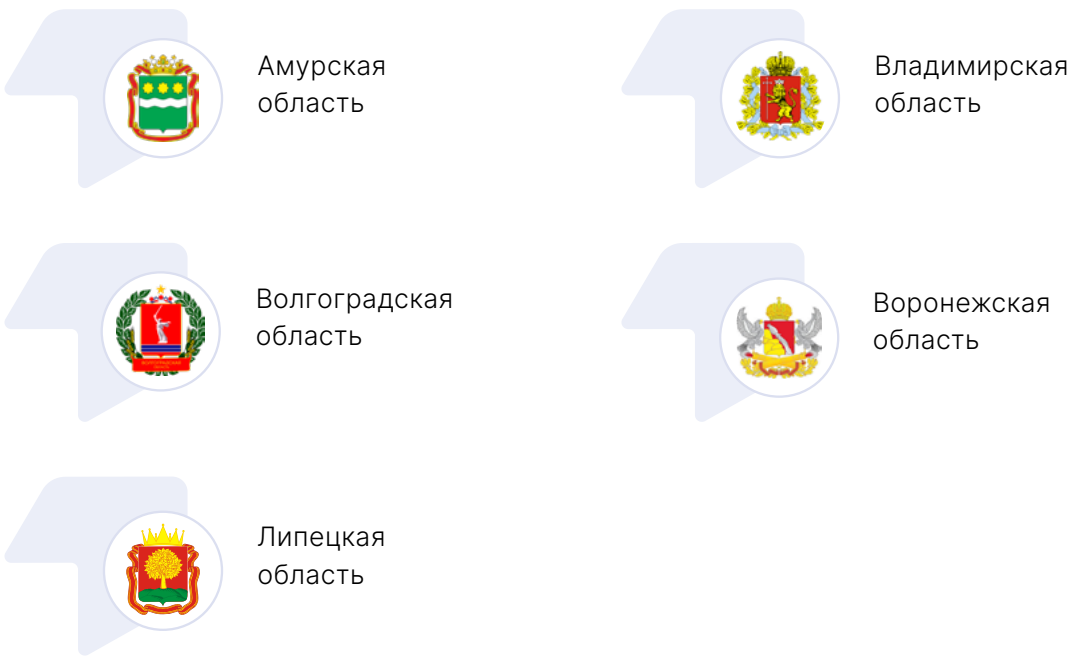 Амурская
область
Владимирская
область
Волгоградская
область
Воронежская
область
Липецкая
область